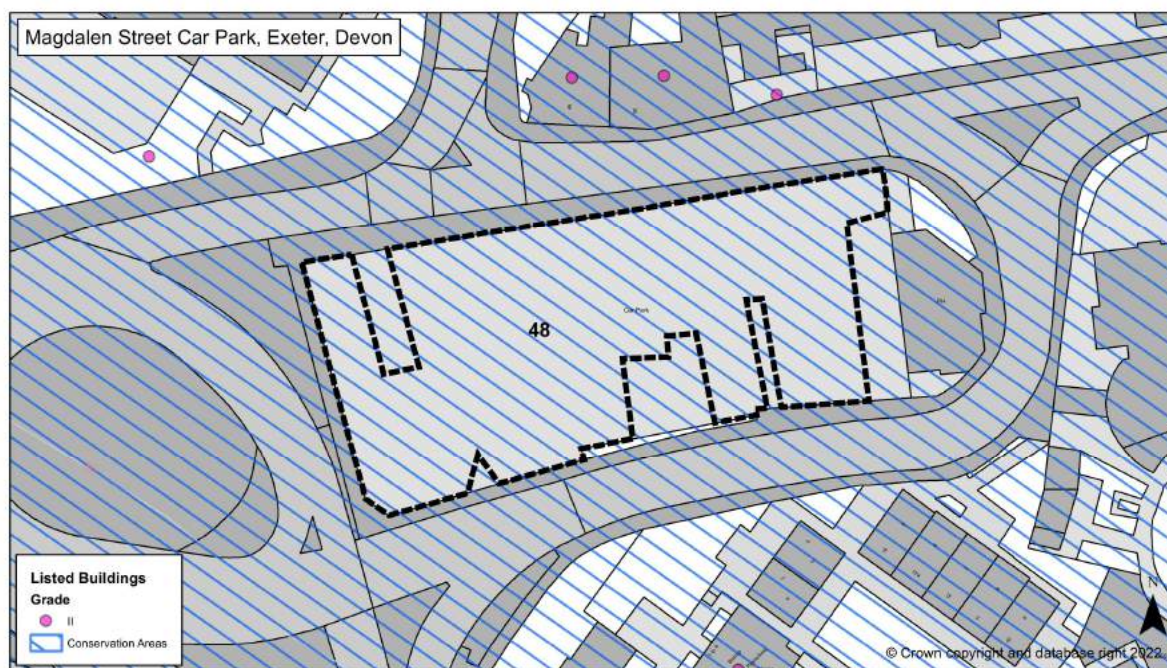 Magdalen Street Car Park, Exeter, Devon
Car Park
48
PH
Listed Buildings
Grade
II
Conservation Areas
N
© Crown copyright and database right 2022